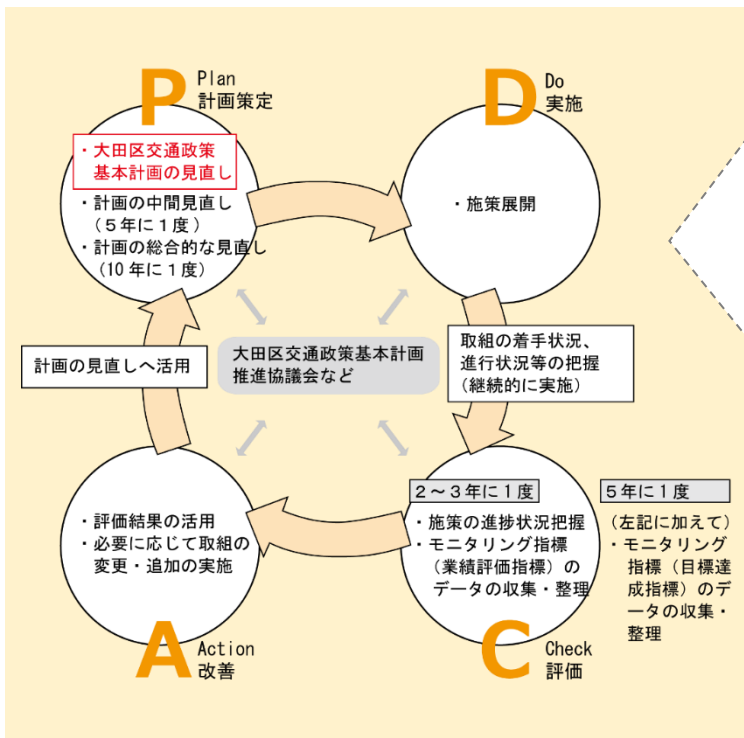 P
Plan
計画策定
・大田区交通政策
基本計画の見直し
・計画の中間見直し
（５年に１度）
・計画の総合的な見直し
（10年に１度）
D
Do
実施
・施策展開
取組の着手状況、
進行状況等の把握
（継続的に実施）
大田区交通政策基本計画
推進協議会など
計画の見直しへ活用
C
Check
評価
２～３年に１度
・施策の進捗状況把握
・モニタリング指標
（業績評価指標）の
データの収集・整理
５年に１度
（左記に加えて）
・モニタリング
指標（目標達
成指標）のデ
ータの収集・
整理
A
Action
改善
・評価結果の活用
・必要に応じて取組の
変更・追加の実施